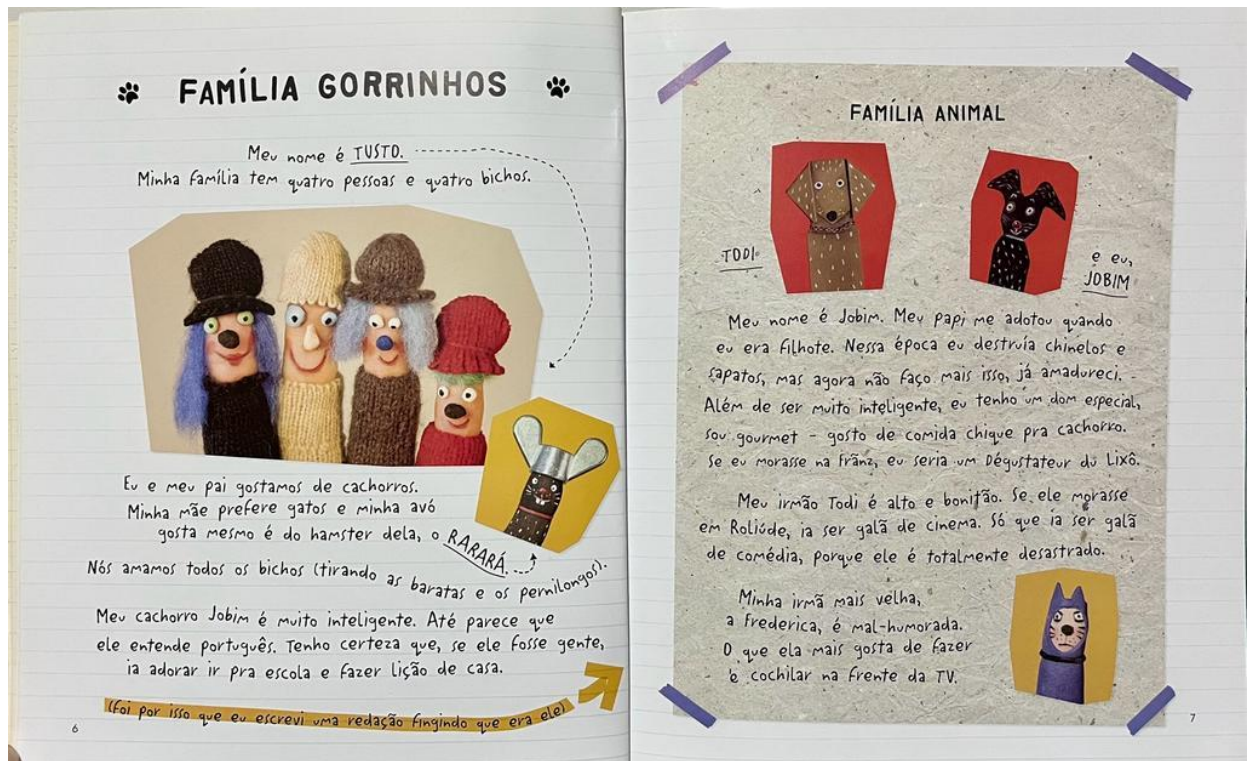 FAMÍLIA GORRINHOS
Meu nome é TUSTO.
Minha família tem quatro pessoas e quatro bichos.
Eu e meu pai gostamos de cachorros.
Minha mãe prefere gatos e minha avó
gosta mesmo é do hamster dela, o RARARÁ.
Nós amamos todos os bichos (tirando as baratas e os pernilongos).
Meu cachorro Jobim é muito inteligente. Até parece que
ele entende português. Tenho certeza que, se ele fosse gente,
ia adorar ir pra escola e fazer lição de casa.
(Foi por isso que eu escrevi uma redação fingindo que era ele)
6
FAMÍLIA ANIMAL
TODI
e eu,
JOBIM
Meu nome é Jobim. Meu papi me adotou quando
eu era filhote. Nessa época eu destruía chinelos e
sapatos, mas agora não faço mais isso, já amadureci.
Além de ser muito inteligente, eu tenho um dom especial,
sou gourmet – gosto de comida chique pra cachorro.
Se eu morasse na Frãnz, eu seria um Dégustateur du Lixô.
Meu irmão Todi é alto e bonitão. Se ele morasse
em Roliúde, ia ser galã de cinema. Só que ia ser galã
de comédia, porque ele é totalmente desastrado.
Minha irmã mais velha,
a Frederica, é mal-humorada.
O que ela mais gosta de fazer
é cochilar na frente da TV.
7